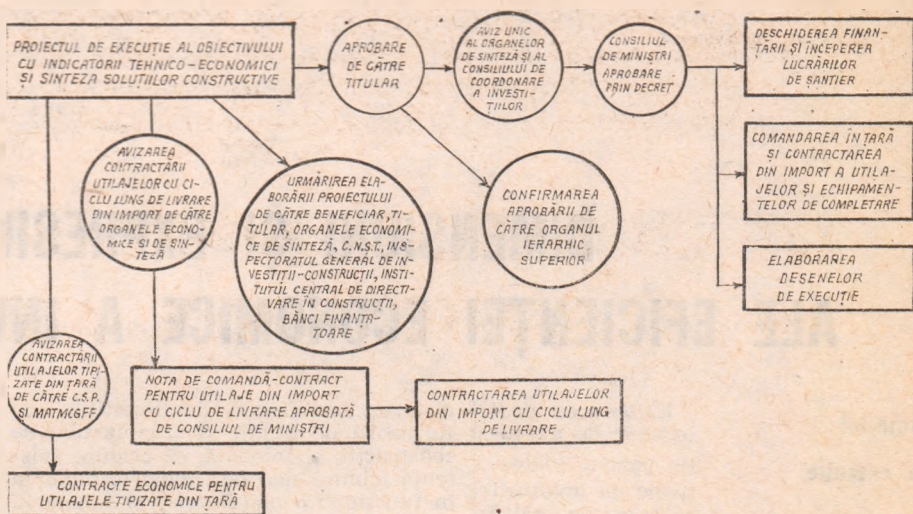 PROIECTUL DE EXECUȚIE AL OBIECTIVULUI
CU INDICATORII TEHNICO-ECONOMICI
ȘI SINTEZA SOLUȚIILOR CONSTRUCTIVE
APROBARE
DE CĂTRE
TITULAR
AVIZ UNIC
AL ORGANELOR
DE SINTEZĂ ȘI AL
CONSILIULUI DE
COORDONARE
A INVESTI-
ȚIILOR
CONSILIUL
DE MINIȘTRI
APROBARE
PRIN DECRET
DESCHIDEREA FINAN-
ȚĂRII ȘI ÎNCEPEREA
LUCRĂRILOR
DE ȘANTIER
COMANDAREA ÎN ȚARĂ
ȘI CONTRACTAREA
DIN IMPORT A UTILA-
JELOR ȘI ECHIPAMEN-
TELOR DE COMPLETARE
ELABORAREA
DESENELOR
DE EXECUȚIE
AVIZAREA
CONTRACTĂRII
UTILAJELOR CU CI-
CLU LUNG DE LIVRARE
DIN IMPORT DE CĂTRE
ORGANELE ECONO-
MICE ȘI DE SIN-
TEZĂ
URMĂRIREA ELA-
BORĂRII PROIECTULUI
DE CĂTRE BENEFICIAR, TI-
TULAR, ORGANELE ECONOMI-
CE DE SINTEZĂ, C.N.S.T., INS-
PECTORATUL GENERAL DE IN-
VESTIȚII-CONSTRUCȚII, INSTI-
TUTUL CENTRAL DE DIRECTI-
VARE ÎN CONSTRUCȚII,
BĂNCI FINANȚA-
TOARE
CONFIRMAREA
APROBĂRII DE
CĂTRE ORGANUL
IERARHIC
SUPERIOR
AVIZAREA
CONTRACTĂRII
UTILAJELOR TIPI-
ZATE DIN ȚARĂ
DE CĂTRE C.S.P.
ȘI MATMCGFF
NOTA DE COMANDĂ-CONTRACT
PENTRU UTILAJE DIN IMPORT
CU CICLU DE LIVRARE APROBATĂ
DE CONSILIUL DE MINIȘTRI
CONTRACTAREA UTILAJELOR
DIN IMPORT CU CICLU LUNG
DE LIVRARE
CONTRACTE ECONOMICE PENTRU
UTILAJELE TIPIZATE DIN ȚARĂ